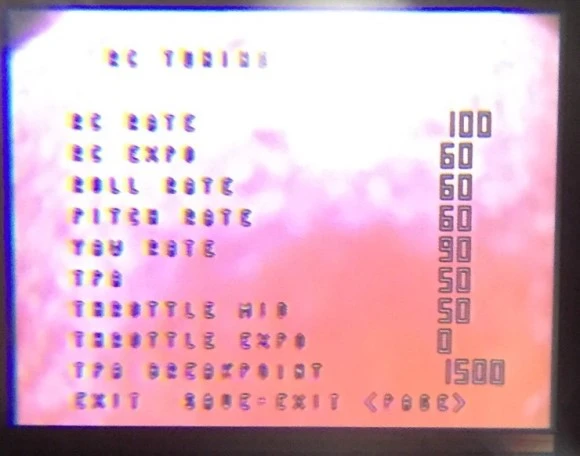 RC TUNING
RC RATE 100
RC EXPO 60
ROLL RATE 60
PITCH RATE 60
YAW RATE 90
TPA 50
THROTTLE MID 50
THROTTLE EXPO 0
TPA BREAKPOINT 1500
EXIT SAVE+EXIT <PAGE>